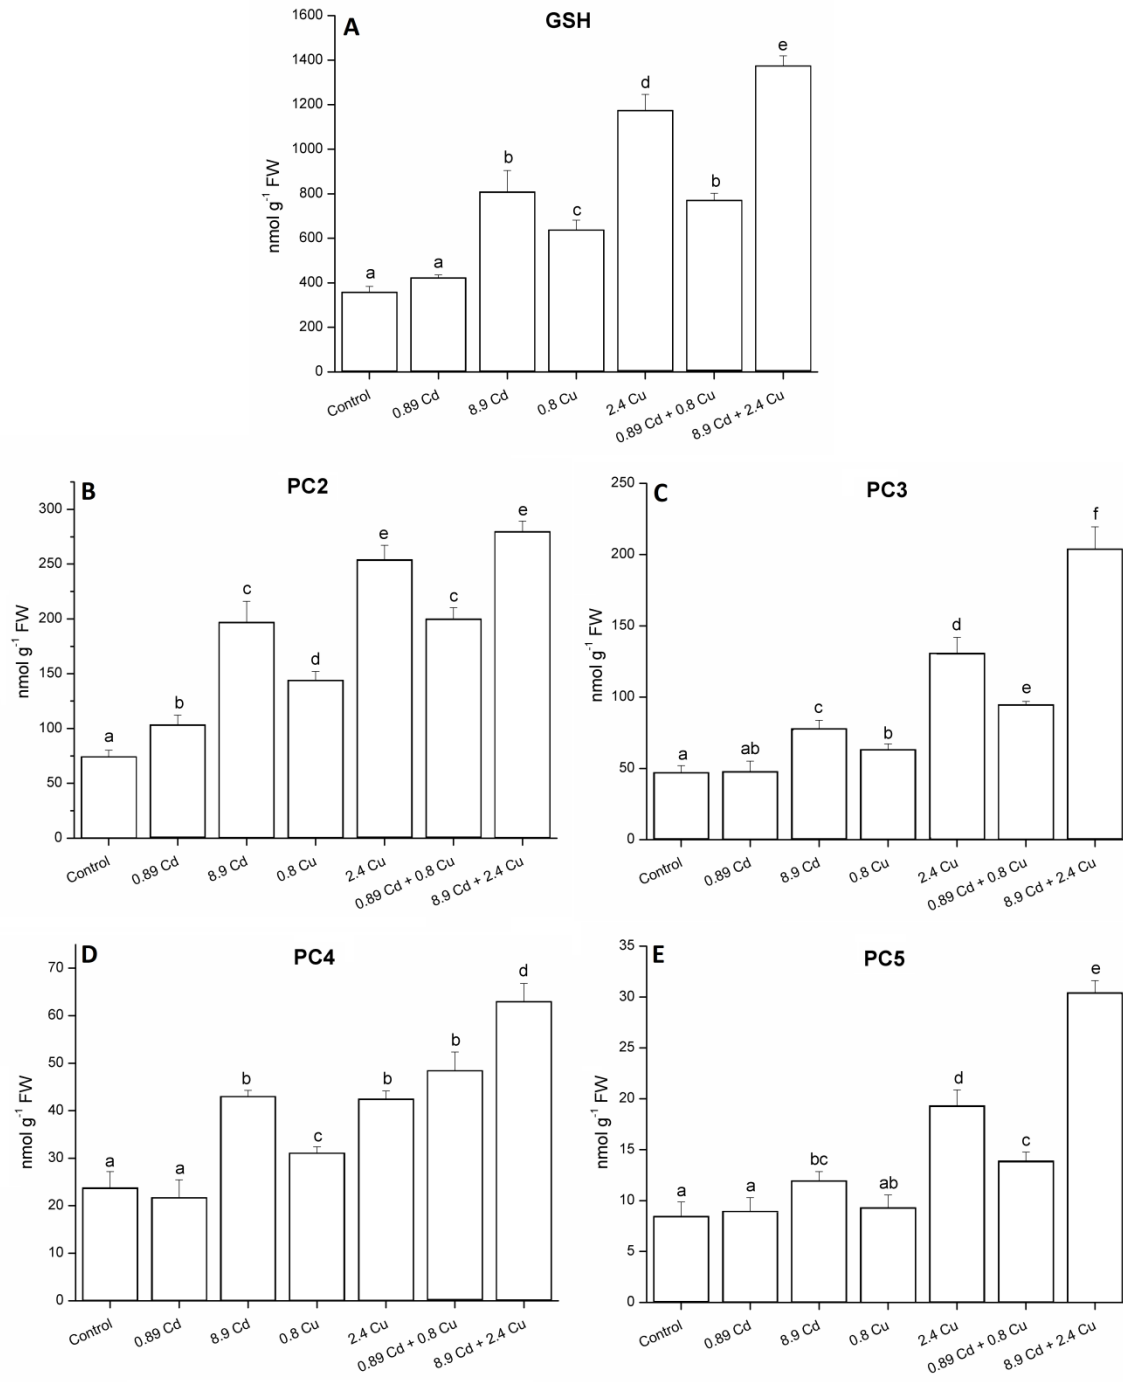 A
GSH
nmol g⁻¹ FW
1600
1400
1200
1000
800
600
400
200
0
a
a
b
c
d
b
e
Control
0.89 Cd
8.9 Cd
0.8 Cu
2.4 Cu
0.89 Cd + 0.8 Cu
8.9 Cd + 2.4 Cu
B
PC2
nmol g⁻¹ FW
300
250
200
150
100
50
0
a
b
c
d
e
c
e
Control
0.89 Cd
8.9 Cd
0.8 Cu
2.4 Cu
0.89 Cd + 0.8 Cu
8.9 Cd + 2.4 Cu
C
PC3
nmol g⁻¹ FW
250
200
150
100
50
0
a
ab
c
b
d
e
f
Control
0.89 Cd
8.9 Cd
0.8 Cu
2.4 Cu
0.89 Cd + 0.8 Cu
8.9 Cd + 2.4 Cu
D
PC4
nmol g⁻¹ FW
70
60
50
40
30
20
10
0
a
a
b
c
b
b
d
Control
0.89 Cd
8.9 Cd
0.8 Cu
2.4 Cu
0.89 Cd + 0.8 Cu
8.9 Cd + 2.4 Cu
E
PC5
nmol g⁻¹ FW
35
30
25
20
15
10
5
0
a
a
bc
ab
d
c
e
Control
0.89 Cd
8.9 Cd
0.8 Cu
2.4 Cu
0.89 Cd + 0.8 Cu
8.9 Cd + 2.4 Cu